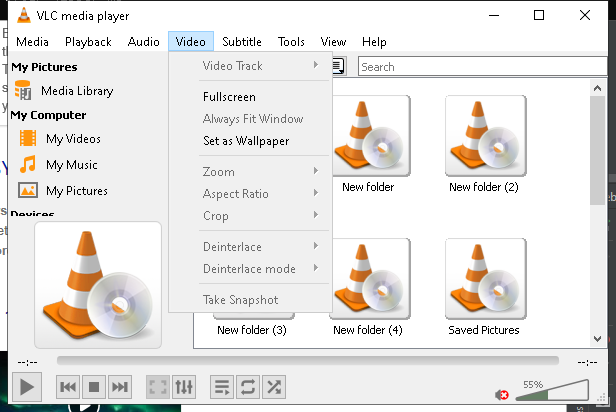 VLC media player
Media Playback Audio Video Subtitle Tools View Help
My Pictures
Media Library
My Computer
My Videos
My Music
My Pictures
Devices
Video Track
Fullscreen
Always Fit Window
Set as Wallpaper
Zoom
Aspect Ratio
Crop
Deinterlace
Deinterlace mode
Take Snapshot
Search
New folder
New folder (2)
New folder (3)
New folder (4)
Saved Pictures
--:--
--:--
55%